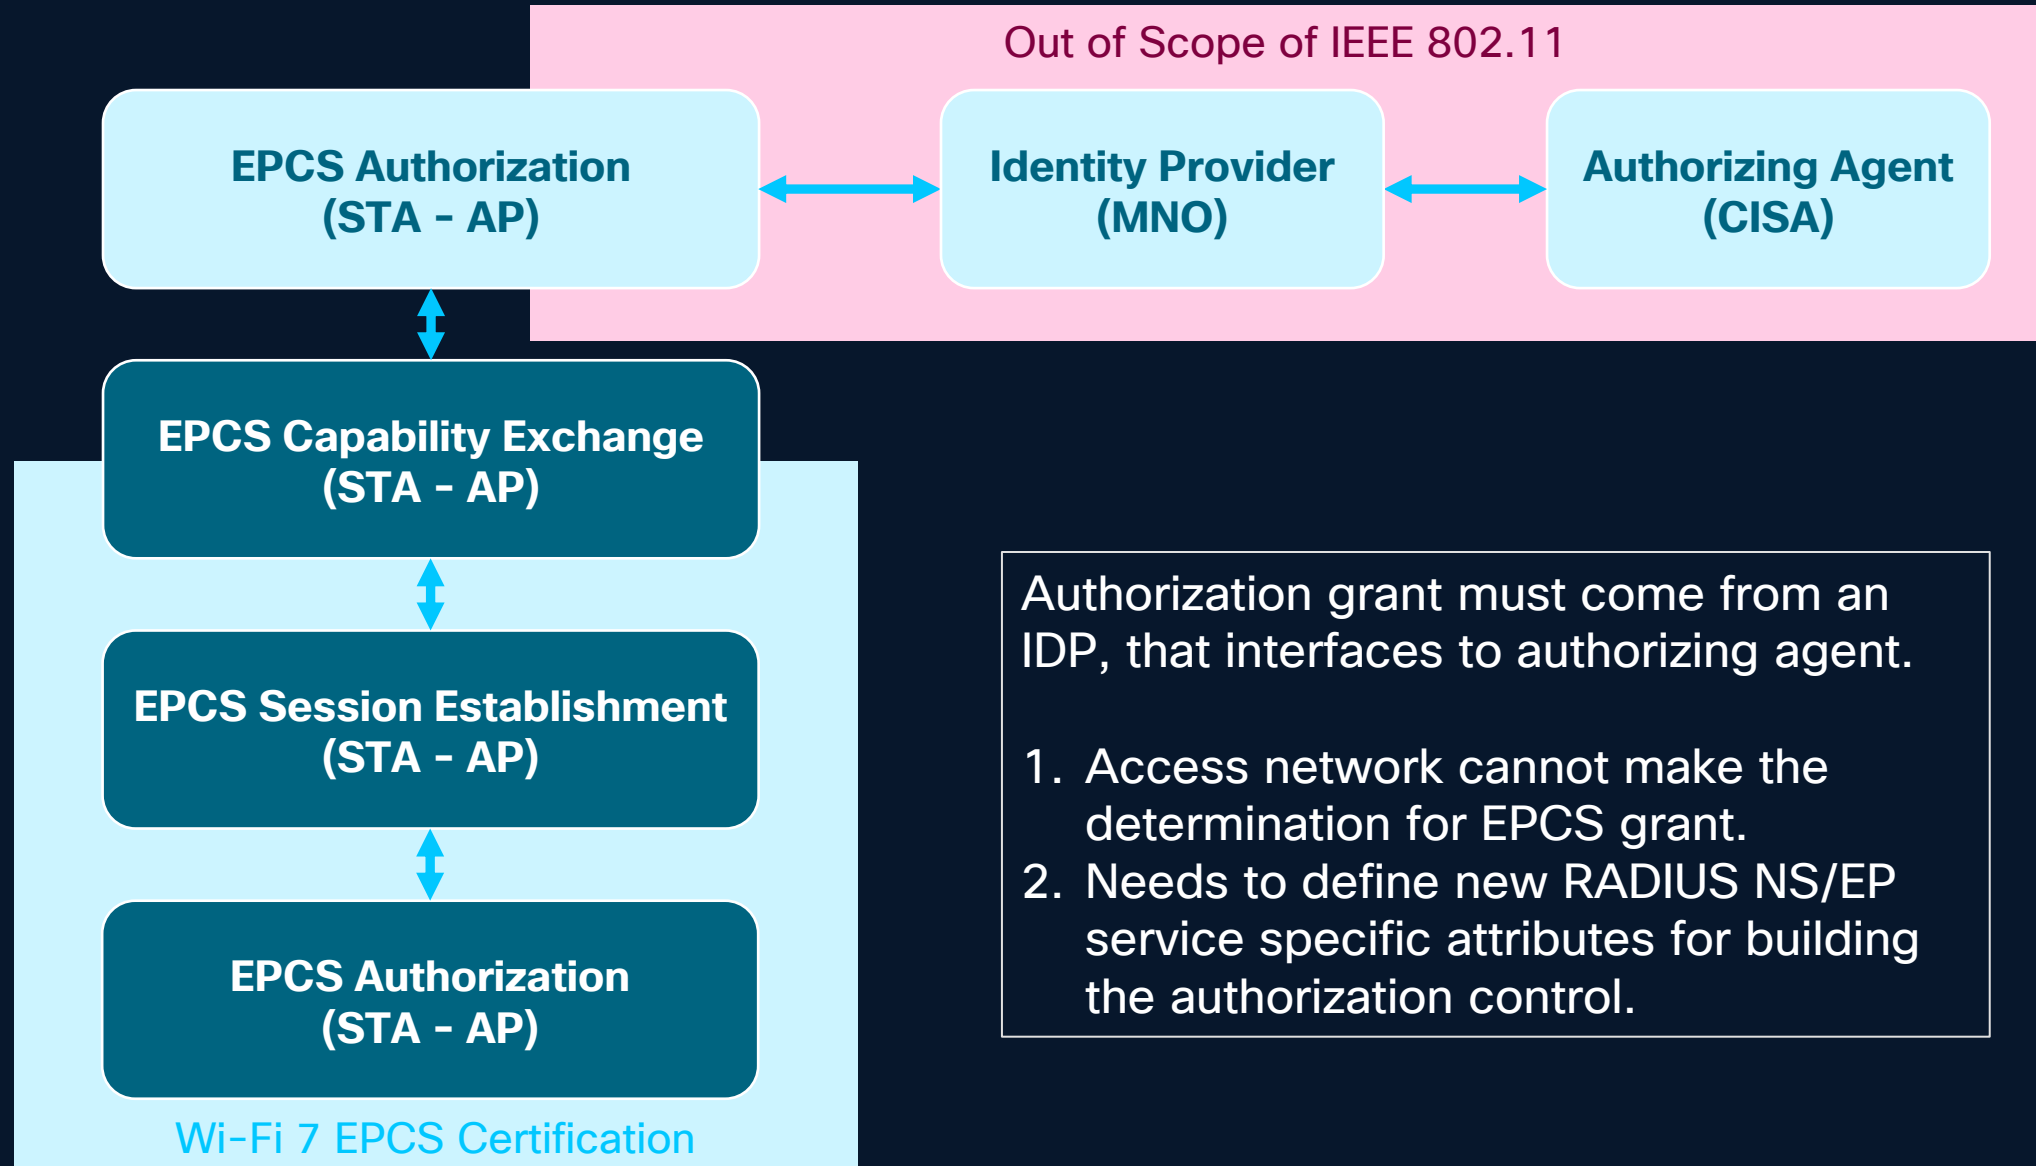 Out of Scope of IEEE 802.11
EPCS Authorization
(STA - AP)
Identity Provider
(MNO)
Authorizing Agent
(CISA)
EPCS Capability Exchange
(STA - AP)
EPCS Session Establishment
(STA - AP)
EPCS Authorization
(STA - AP)
Wi-Fi 7 EPCS Certification
Authorization grant must come from an
IDP, that interfaces to authorizing agent.
1. Access network cannot make the
determination for EPCS grant.
2. Needs to define new RADIUS NS/EP
service specific attributes for building
the authorization control.